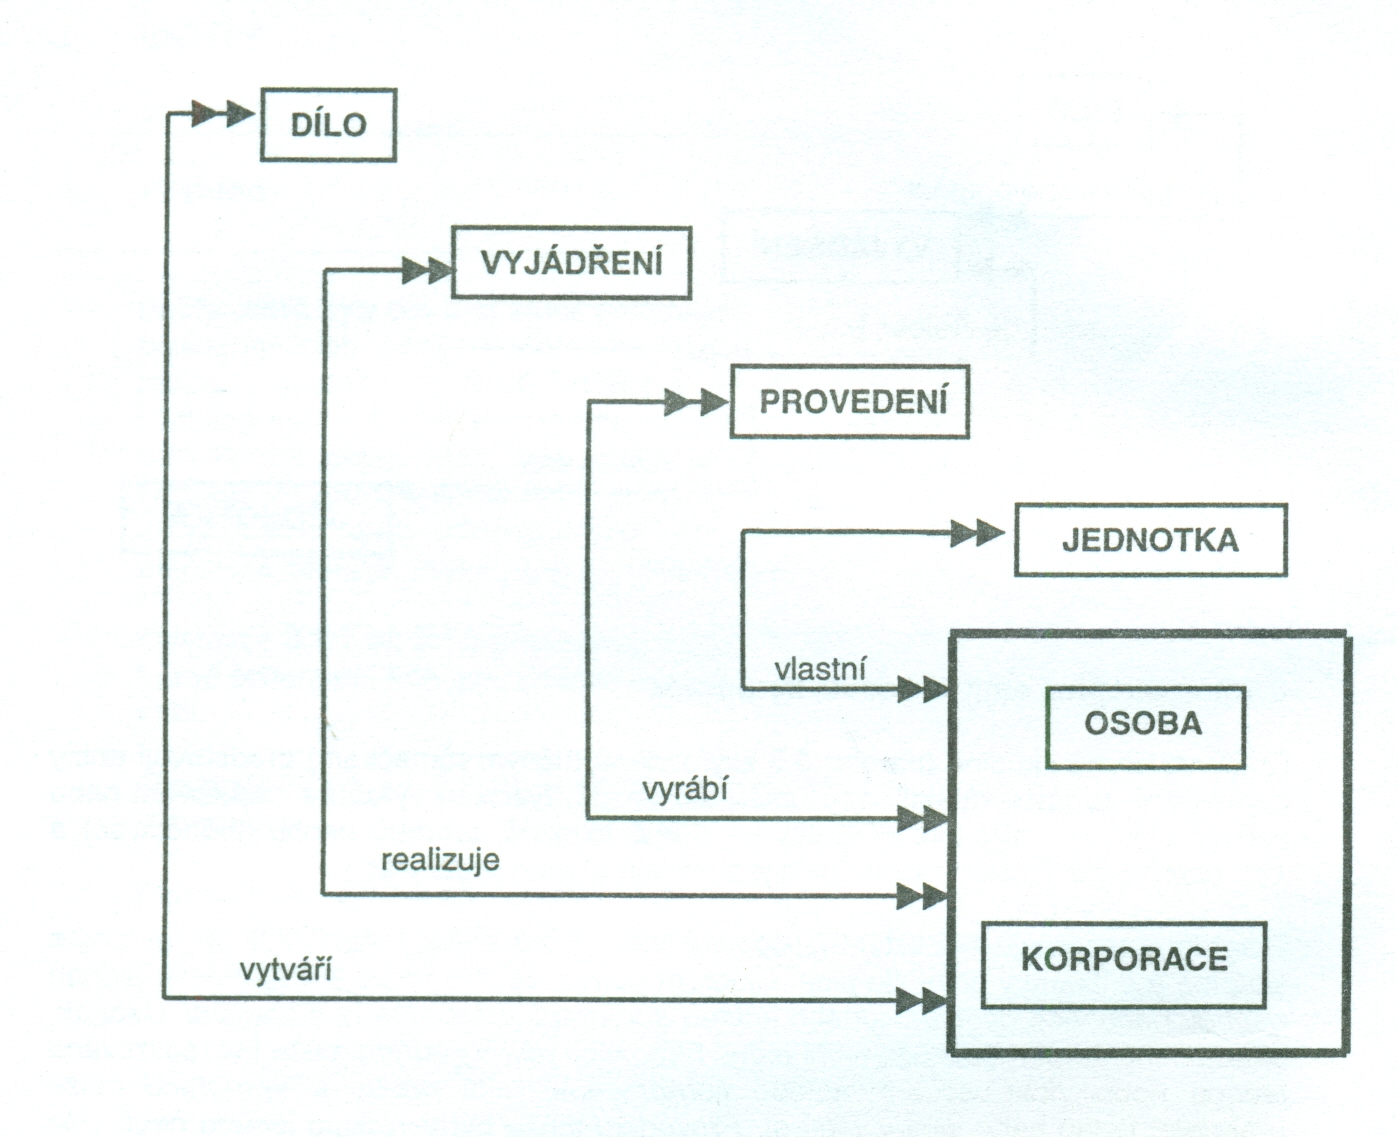 DÍLO
VYJÁDŘENÍ
PROVEDENÍ
JEDNOTKA
vlastní
OSOBA
vyrábí
realizuje
KORPORACE
vytváří